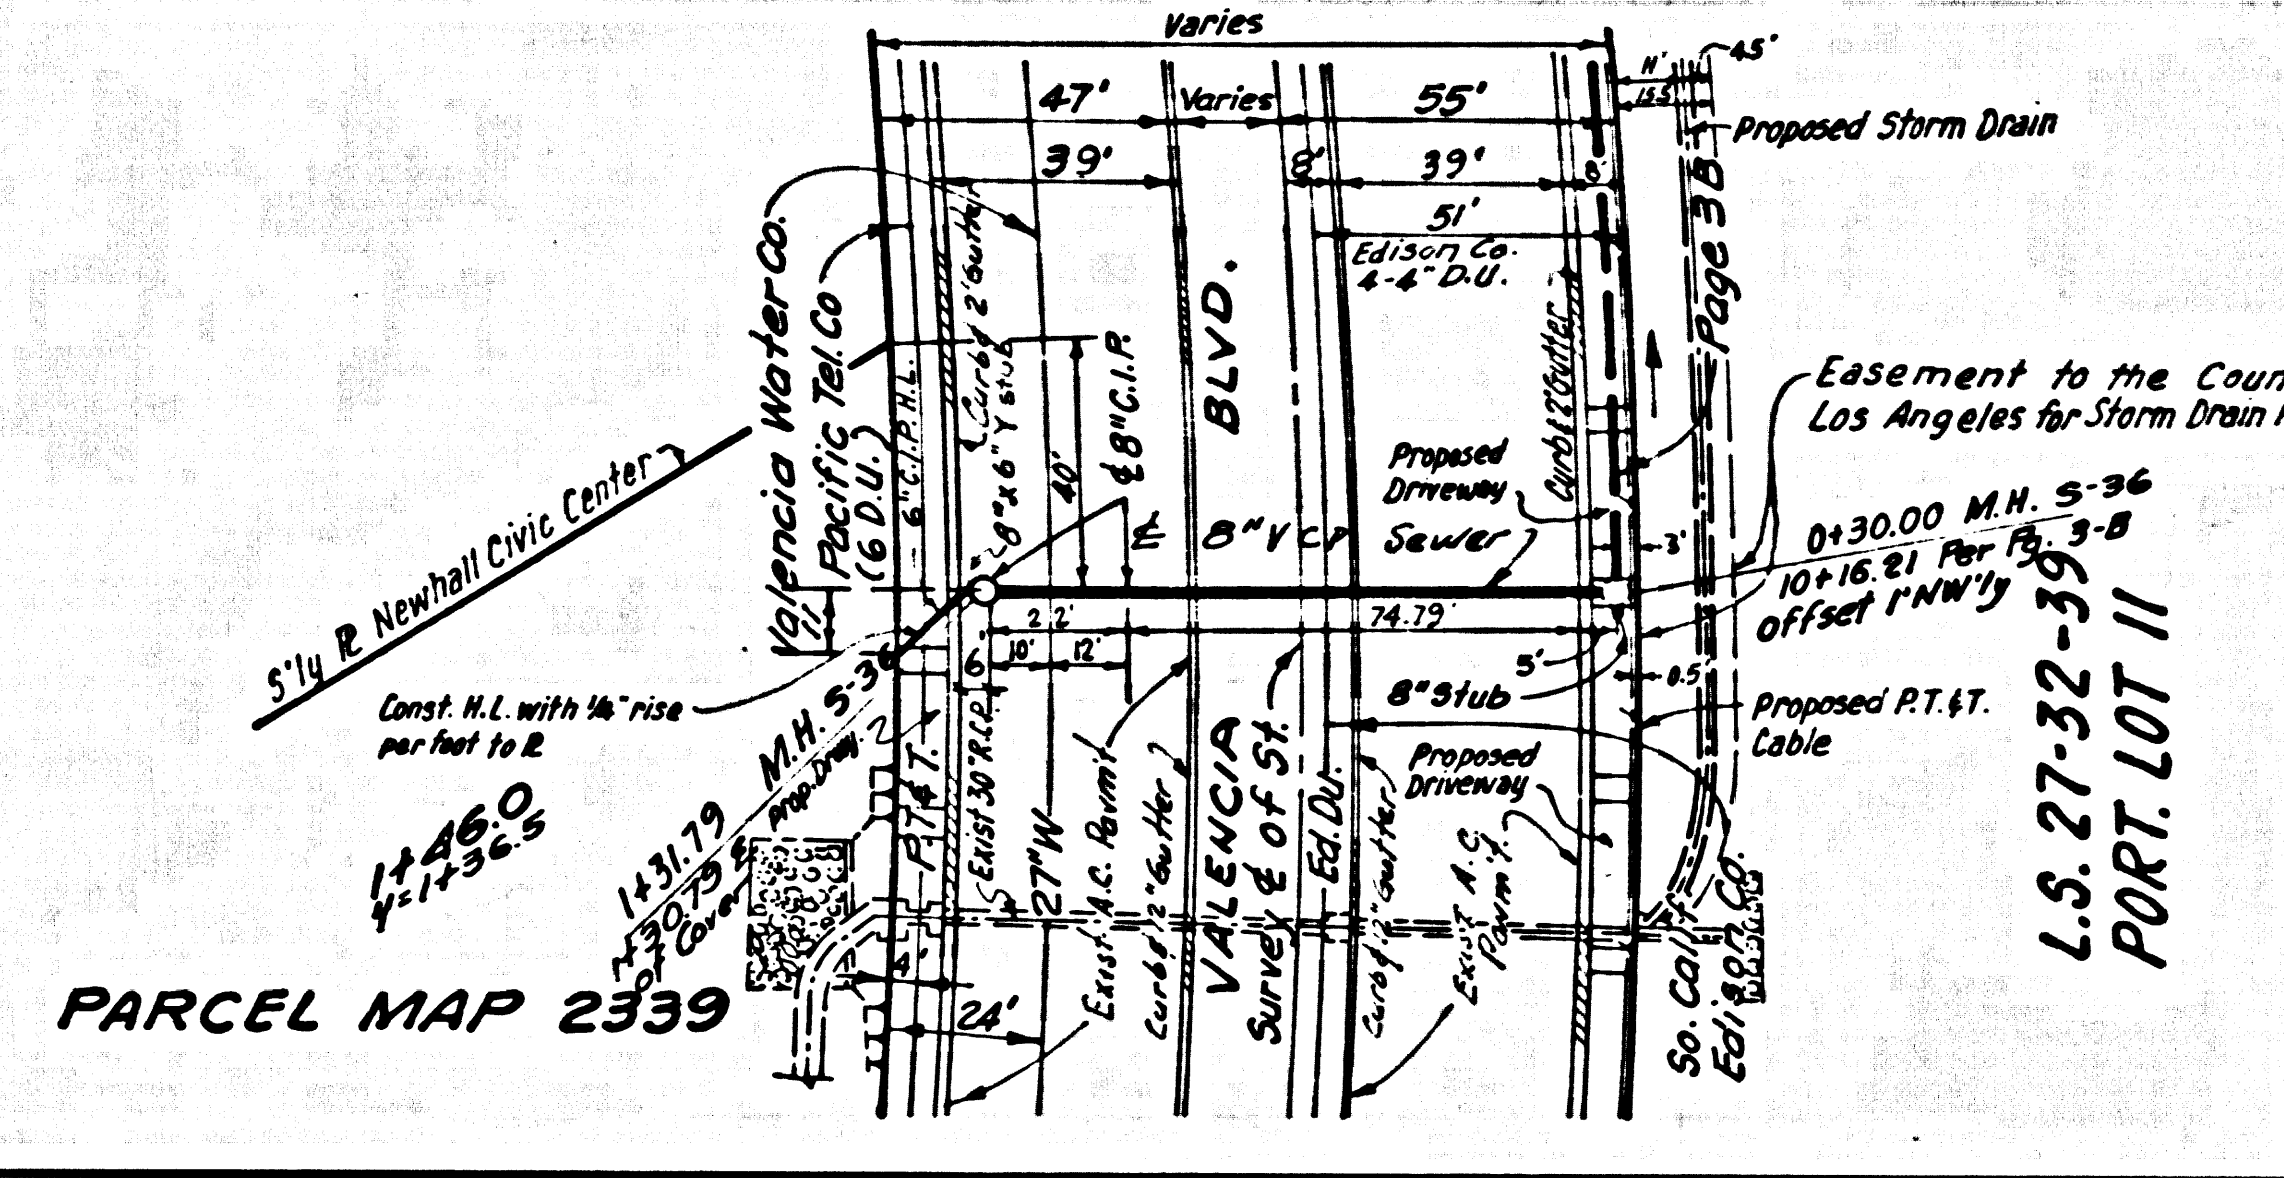 Varies
47'
Varies
55'
11'
45'
15.5
Proposed Storm Drain
39'
8'
39'
8'
51'
Edison Co.
4-4" D.U.
Page 3B
Valencia Water Co.
Pacific Tel. Co
(6 D.U.)
6" C.I.P. H.L.
Curb & 2' Gutter
8"x6" Y stub
40'
℄ 8" C.I.P.
BLVD.
Curb & 2' Gutter
Proposed
Driveway
Easement to the Coun
Los Angeles for Storm Drain
S'ly ℞ Newhall Civic Center
℄ 8" V C P Sewer
3'
0+30.00 M.H. S-36
10+16.21 Per Pg. 3-B
offset 1' NW'ly
11'
22'
74.79'
10'
12'
6'
5'
8" Stub
0.5
Const. H.L. with 1/4" rise
per foot to ℞
M.H. S-36
Prop. Drwy.
1+31.79
1+30.79 ℄
of Cover
1+46.0
Y=1+36.5
P.T. & T.
Exist 30" R.C.P.
27" W
Exist. A.C. Pavm't
Curb & 2" Gutter
VALENCIA
Survey ℄ of St.
Ed. Du.
Curb & 2" Gutter
Proposed
Driveway
Exist A.C.
Pavm't.
Proposed P.T. & T.
Cable
So. Calif.
Edison Co.
L.S. 27-32-39
PORT. LOT 11
4'
24'
PARCEL MAP 2339